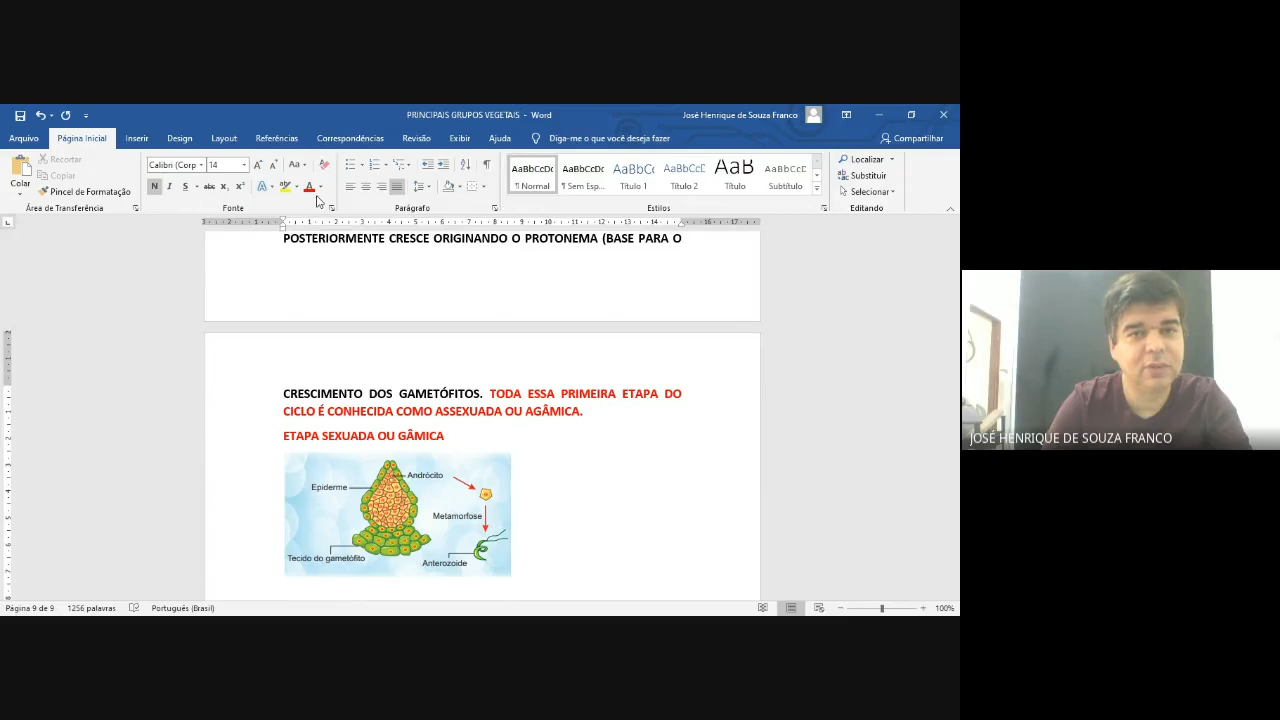 PRINCIPAIS GRUPOS VEGETAIS - Word
José Henrique de Souza Franco
Arquivo Página Inicial Inserir Design Layout Referências Correspondências Revisão Exibir Ajuda Diga-me o que você deseja fazer Compartilhar
Colar
Recortar
Copiar
Pincel de Formatação
Área de Transferência
Calibri (Corp 14
Fonte
Parágrafo
AaBbCcDc AaBbCcDc AaBbCc AaBbCcC AaB AaBbCcC
¶ Normal ¶ Sem Esp... Título 1 Título 2 Título Subtítulo
Estilos
Localizar
Substituir
Selecionar
Editando
POSTERIORMENTE CRESCE ORIGINANDO O PROTONEMA (BASE PARA O
CRESCIMENTO DOS GAMETÓFITOS. TODA ESSA PRIMEIRA ETAPA DO
CICLO É CONHECIDA COMO ASSEXUADA OU AGÂMICA.
ETAPA SEXUADA OU GÂMICA
Andrócito
Epiderme
Metamorfose
Tecido do gametófito
Anterozoide
Página 9 de 9 1256 palavras Português (Brasil) 100%
JOSÉ HENRIQUE DE SOUZA FRANCO